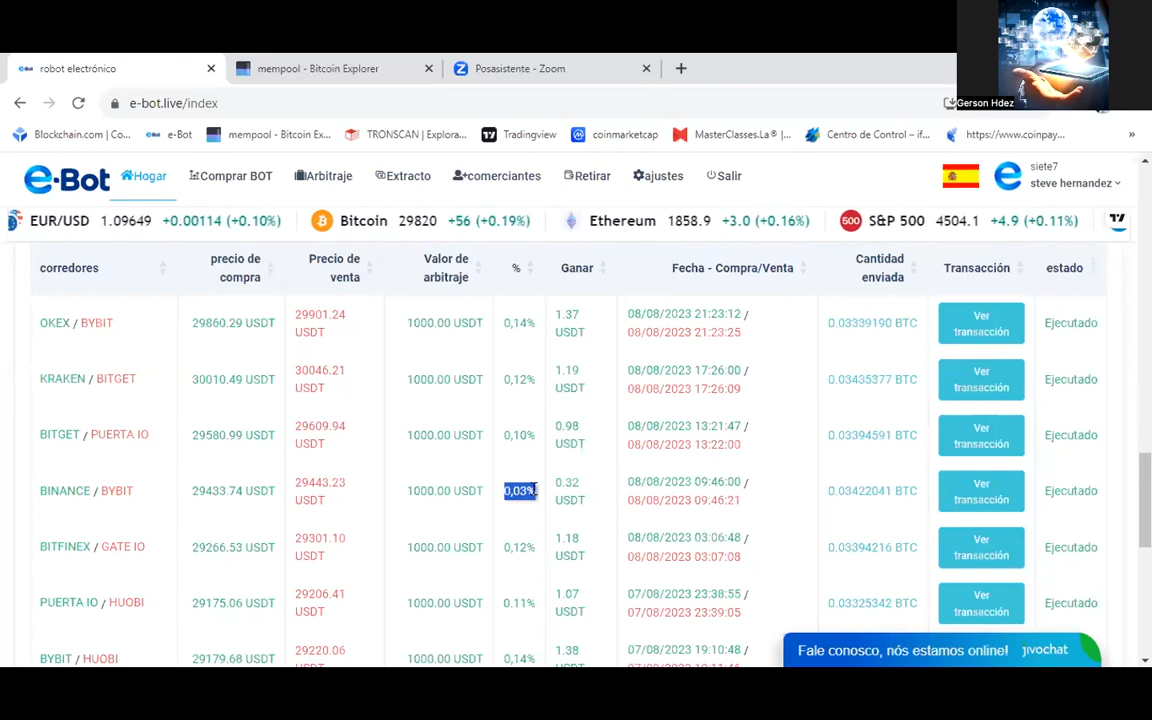 robot electrónico
mempool - Bitcoin Explorer
Posasistente - Zoom
Gerson Hdez
e-bot.live/index
Blockchain.com | Co...
e-Bot
mempool - Bitcoin Ex...
TRONSCAN | Explora...
Tradingview
coinmarketcap
MasterClasses.La® |...
Centro de Control – if...
https://www.coinpay...
»
e-Bot
Hogar
Comprar BOT
Arbitraje
Extracto
comerciantes
Retirar
ajustes
Salir
siete7
steve hernandez
EUR/USD 1.09649 +0.00114 (+0.10%)
Bitcoin 29820 +56 (+0.19%)
Ethereum 1858.9 +3.0 (+0.16%)
500 S&P 500 4504.1 +4.9 (+0.11%)
corredores
precio de
compra
Precio de
venta
Valor de
arbitraje
%
Ganar
Fecha - Compra/Venta
Cantidad
enviada
Transacción
estado
OKEX / BYBIT
29860.29 USDT
29901.24
USDT
1000.00 USDT
0,14%
1.37
USDT
08/08/2023 21:23:12 /
08/08/2023 21:23:25
0.03339190 BTC
Ver
transacción
Ejecutado
KRAKEN / BITGET
30010.49 USDT
30046.21
USDT
1000.00 USDT
0,12%
1.19
USDT
08/08/2023 17:26:00 /
08/08/2023 17:26:09
0.03435377 BTC
Ver
transacción
Ejecutado
BITGET / PUERTA IO
29580.99 USDT
29609.94
USDT
1000.00 USDT
0,10%
0.98
USDT
08/08/2023 13:21:47 /
08/08/2023 13:22:00
0.03394591 BTC
Ver
transacción
Ejecutado
BINANCE / BYBIT
29433.74 USDT
29443.23
USDT
1000.00 USDT
0,03%
0.32
USDT
08/08/2023 09:46:00 /
08/08/2023 09:46:21
0.03422041 BTC
Ver
transacción
Ejecutado
BITFINEX / GATE IO
29266.53 USDT
29301.10
USDT
1000.00 USDT
0,12%
1.18
USDT
08/08/2023 03:06:48 /
08/08/2023 03:07:08
0.03394216 BTC
Ver
transacción
Ejecutado
PUERTA IO / HUOBI
29175.06 USDT
29206.41
USDT
1000.00 USDT
0.11%
1.07
USDT
07/08/2023 23:38:55 /
07/08/2023 23:39:05
0.03325342 BTC
Ver
transacción
Ejecutado
BYBIT / HUOBI
29179.68 USDT
29220.06
1000.00 USDT
0,14%
1.38
07/08/2023 19:10:48 /
Fale conosco, nós estamos online! jivochat